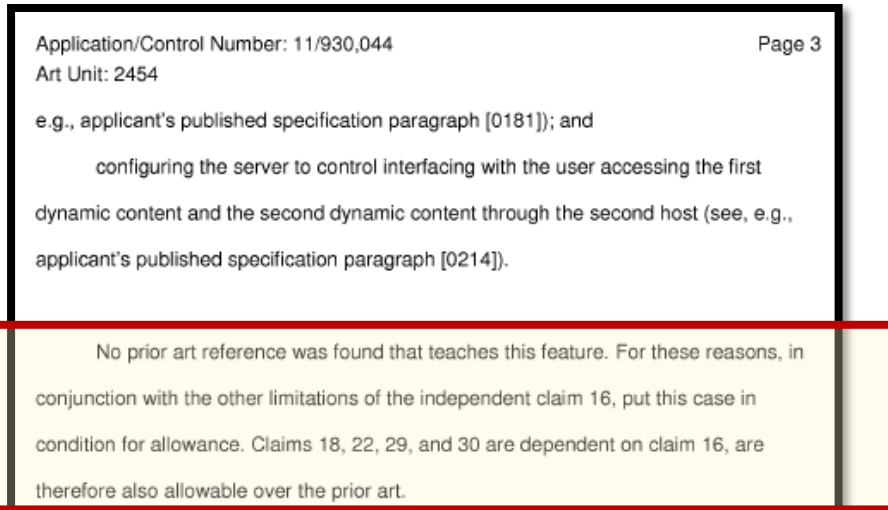 Application/Control Number: 11/930,044 Page 3
Art Unit: 2454
e.g., applicant's published specification paragraph [0181]); and
configuring the server to control interfacing with the user accessing the first
dynamic content and the second dynamic content through the second host (see, e.g.,
applicant's published specification paragraph [0214]).
No prior art reference was found that teaches this feature. For these reasons, in
conjunction with the other limitations of the independent claim 16, put this case in
condition for allowance. Claims 18, 22, 29, and 30 are dependent on claim 16, are
therefore also allowable over the prior art.